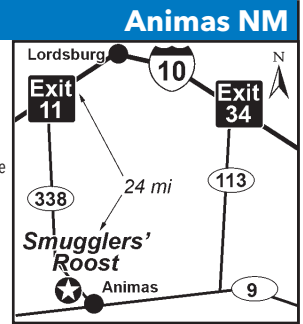 Animas NM
Lordsburg
N
10
Exit
11
Exit
34
e
24 mi
113
338
Smugglers'
Roost
Animas
9